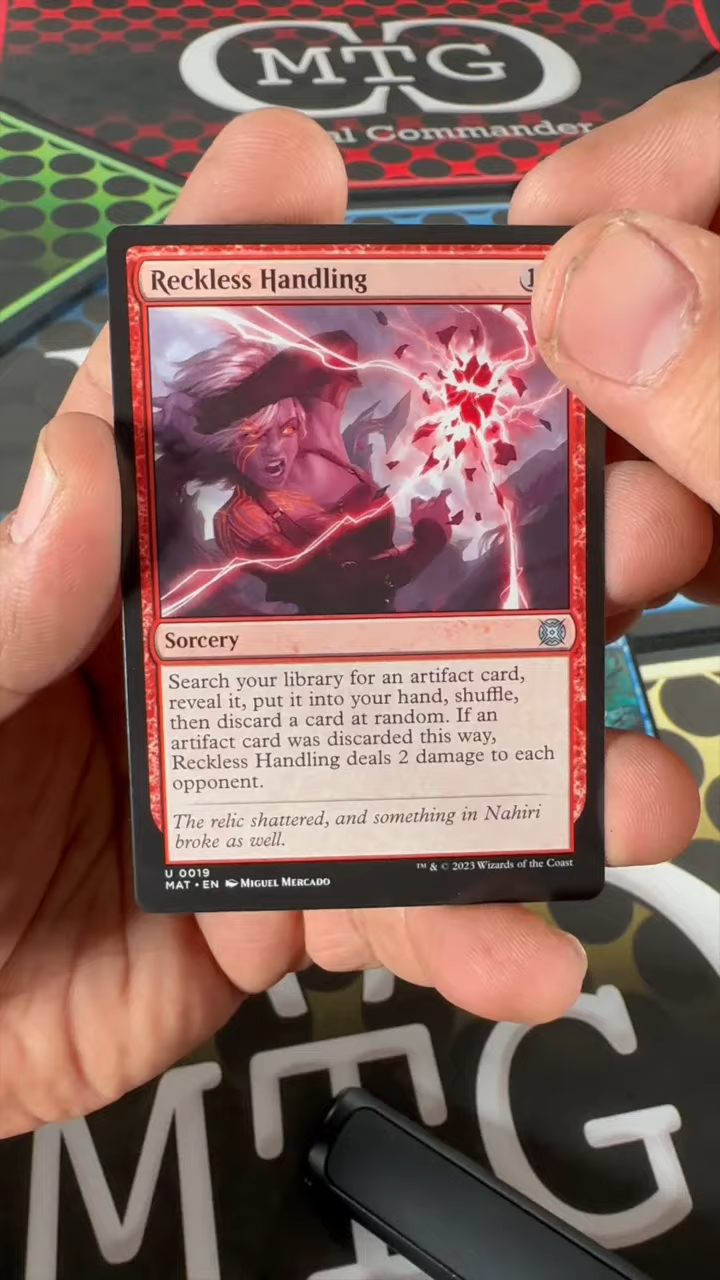 MTG
al Commander
Reckless Handling
1
Sorcery
Search your library for an artifact card,
reveal it, put it into your hand, shuffle,
then discard a card at random. If an
artifact card was discarded this way,
Reckless Handling deals 2 damage to each
opponent.
The relic shattered, and something in Nahiri
broke as well.
U 0019
MAT • EN Miguel Mercado
™ & © 2023 Wizards of the Coast
MTG